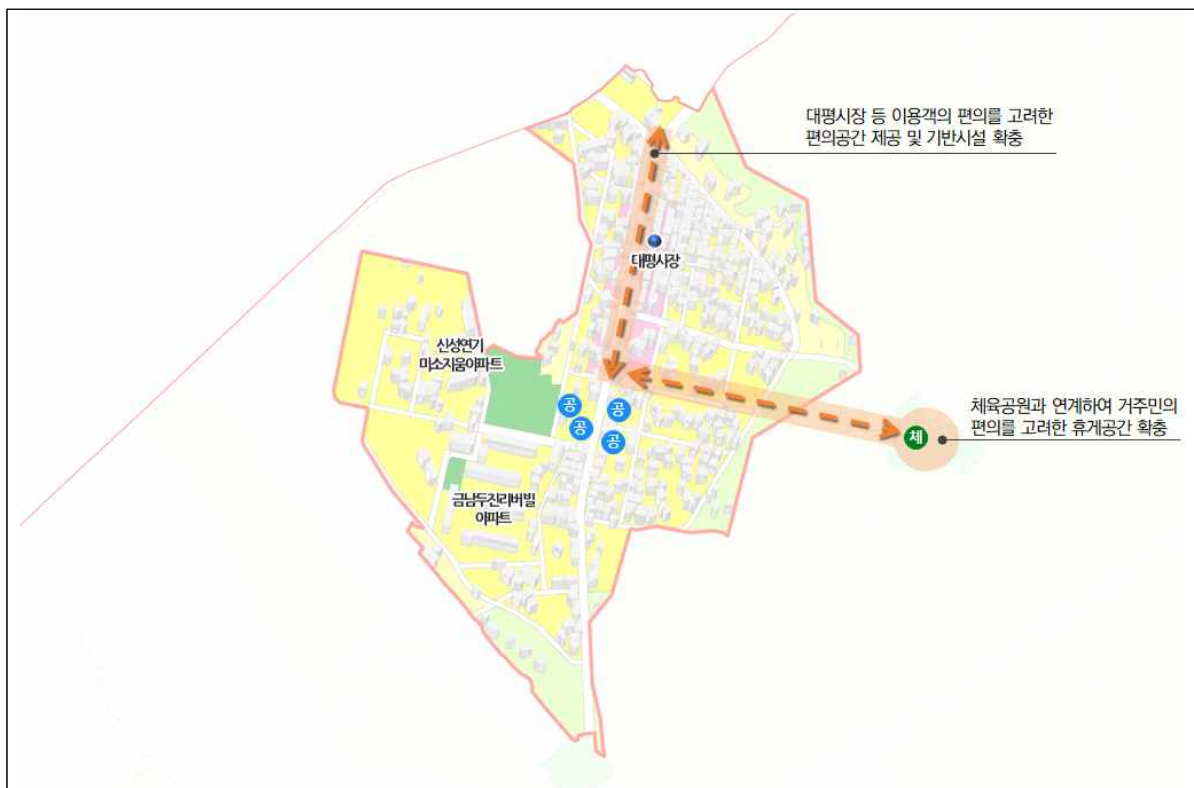 대평시장 등 이용객의 편의를 고려한
편의공간 제공 및 기반시설 확충
대평시장
신성연기
미소지움아파트
공
공
공
공
체
체육공원과 연계하여 거주민의
편의를 고려한 휴게공간 확충
금남두진리버빌
아파트